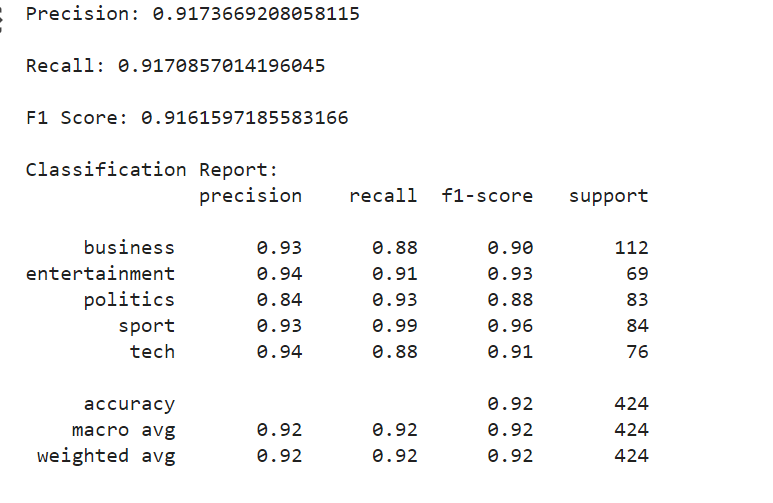 Precision: 0.9173669208058115
Recall: 0.9170857014196045
F1 Score: 0.9161597185583166
Classification Report:
precision recall f1-score support
business 0.93 0.88 0.90 112
entertainment 0.94 0.91 0.93 69
politics 0.84 0.93 0.88 83
sport 0.93 0.99 0.96 84
tech 0.94 0.88 0.91 76
accuracy 0.92 424
macro avg 0.92 0.92 0.92 424
weighted avg 0.92 0.92 0.92 424